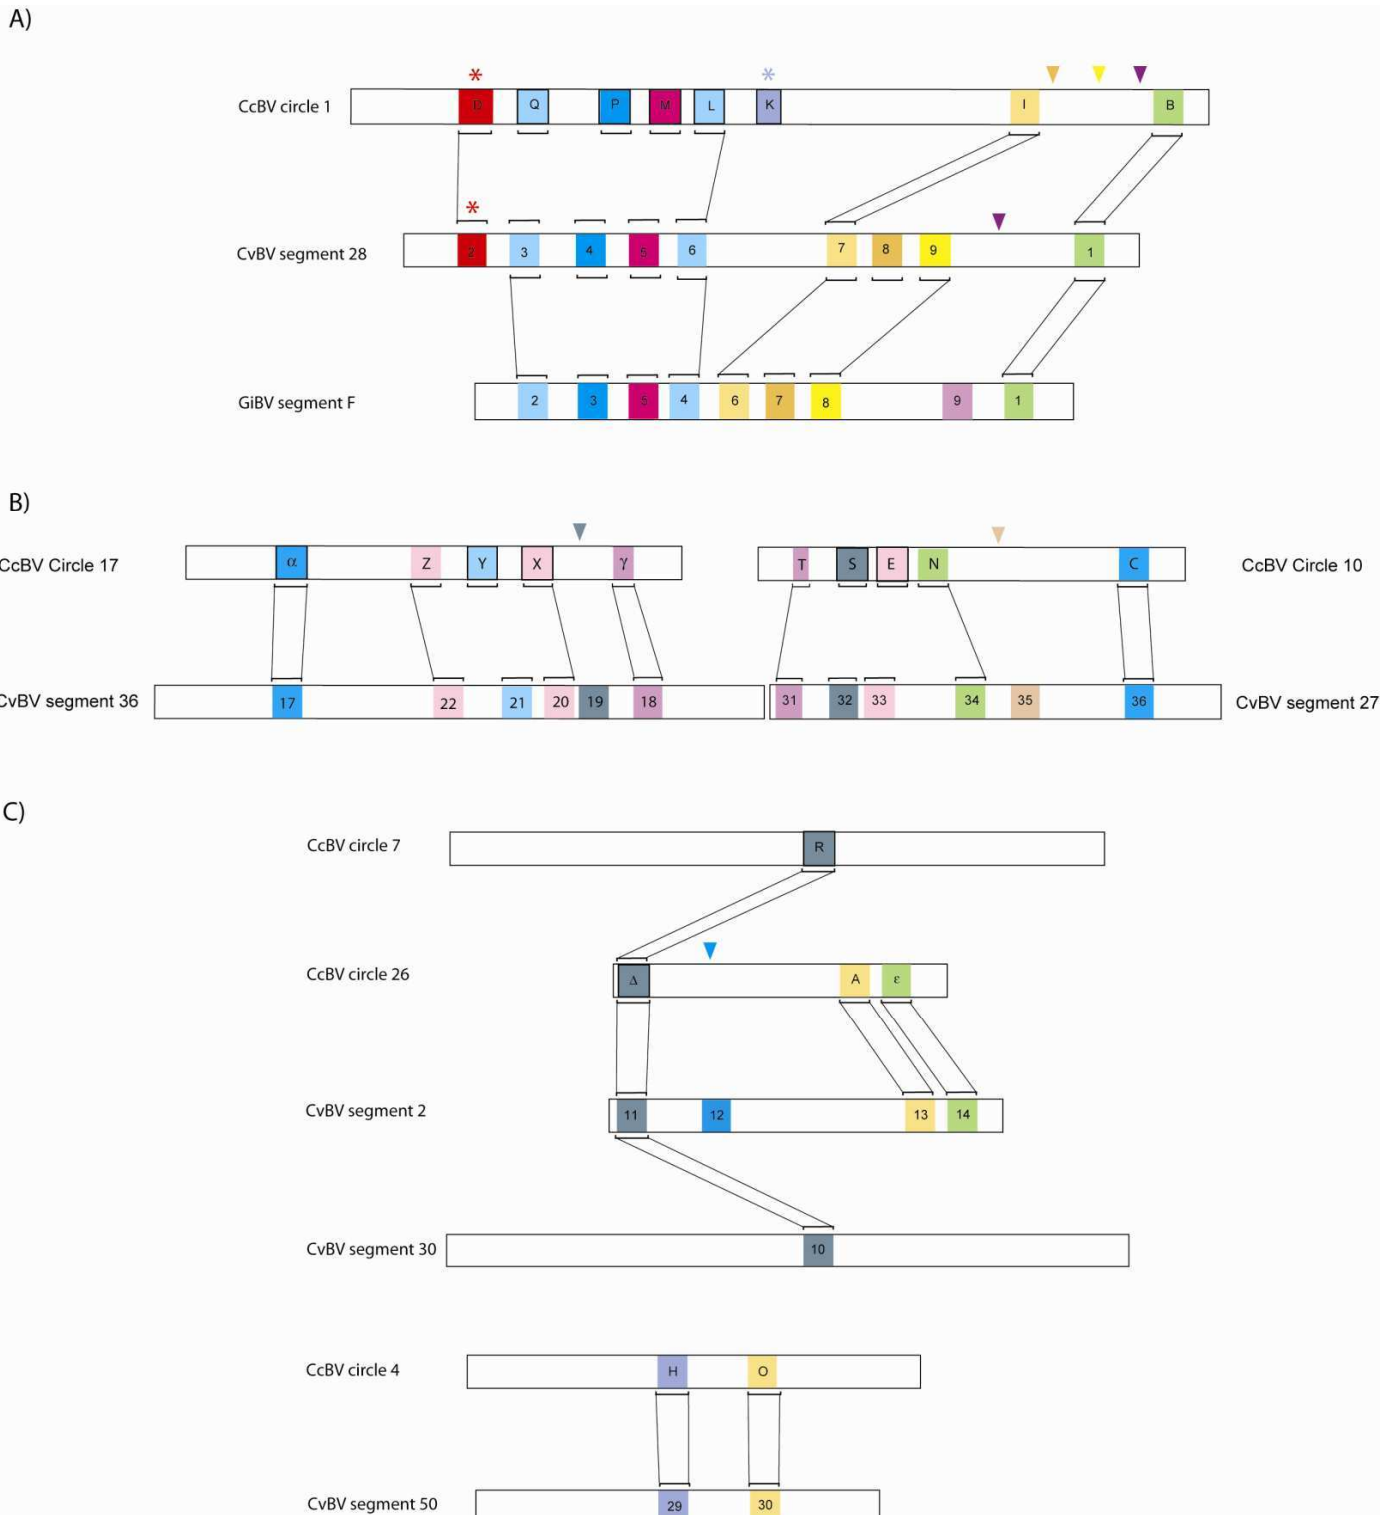 A)
* *
CcBV circle 1 D Q P M L K I B
*
CvBV segment 28 2 3 4 5 6 7 8 9 1
GiBV segment F 2 3 5 4 6 7 8 9 1
B)
CcBV Circle 17 α Z Y X γ T S E N C CcBV Circle 10
CvBV segment 36 17 22 21 20 19 18 31 32 33 34 35 36 CvBV segment 27
C)
CcBV circle 7 R
CcBV circle 26 Δ A ε
CvBV segment 2 11 12 13 14
CvBV segment 30 10
CcBV circle 4 H O
CvBV segment 50 29 30